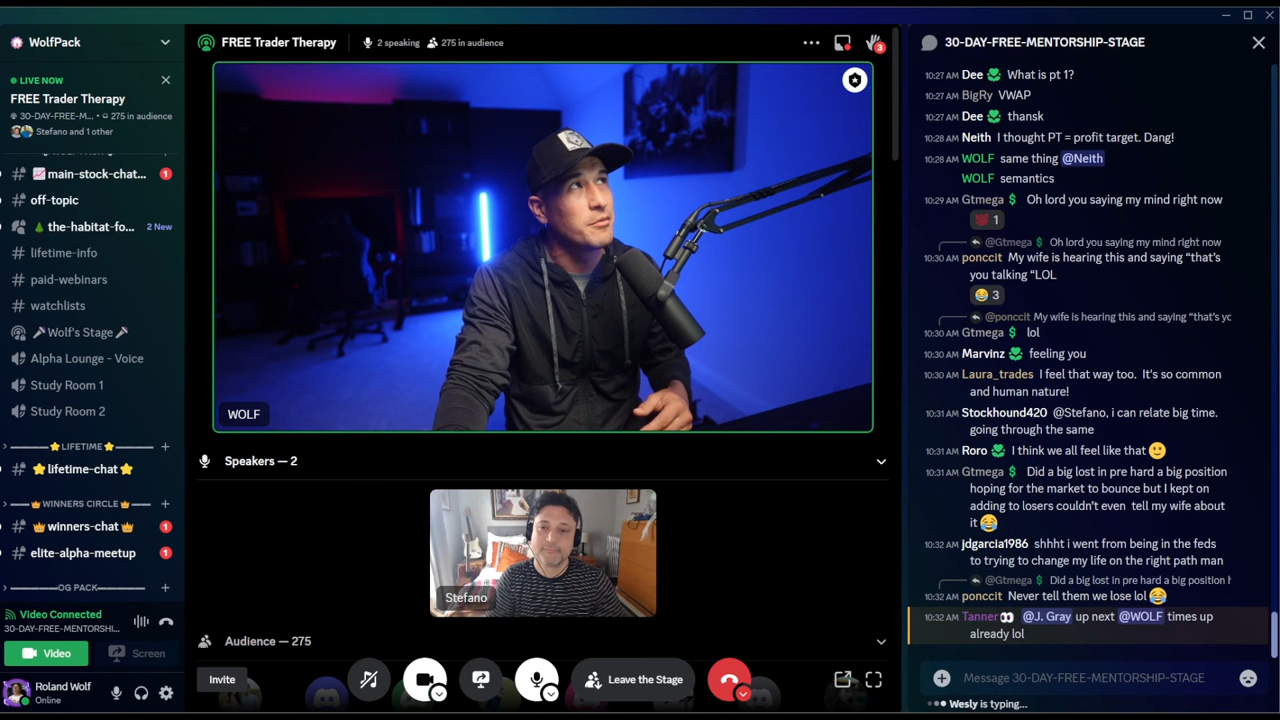 WolfPack
LIVE NOW
FREE Trader Therapy
30-DAY-FREE-M... • 275 in audience
Stefano and 1 other
main-stock-chat...
1
off-topic
the-habitat-fo...
2 New
lifetime-info
paid-webinars
watchlists
Wolf's Stage
Alpha Lounge - Voice
Study Room 1
Study Room 2
LIFETIME
lifetime-chat
WINNERS CIRCLE
winners-chat
1
elite-alpha-meetup
1
OG PACK
Video Connected
30-DAY-FREE-MENTORSHI...
Video
Screen
Roland Wolf
Online
FREE Trader Therapy
2 speaking
275 in audience
3
WOLF
Speakers — 2
Stefano
Audience — 275
Invite
Leave the Stage
30-DAY-FREE-MENTORSHIP-STAGE
10:27 AM Dee What is pt 1?
10:27 AM BigRy VWAP
10:27 AM Dee thansk
10:28 AM Neith I thought PT = profit target. Dang!
10:28 AM WOLF same thing @Neith
WOLF semantics
10:29 AM Gtmega $ Oh lord you saying my mind right now
💯 1
@Gtmega $ Oh lord you saying my mind right now
10:30 AM ponccit My wife is hearing this and saying “that’s
you talking “LOL
😂 3
@ponccit My wife is hearing this and saying “that’s yc
10:30 AM Gtmega $ lol
10:30 AM Marvinz feeling you
10:30 AM Laura_trades I feel that way too. It's so common
and human nature!
10:31 AM Stockhound420 @Stefano, i can relate big time.
going through the same
10:31 AM Roro I think we all feel like that 🙂
10:31 AM Gtmega $ Did a big lost in pre hard a big position
hoping for the market to bounce but I kept on
adding to losers couldn’t even tell my wife about
it 😂
10:32 AM jdgarcia1986 shhht i went from being in the feds
to trying to change my life on the right path man
@Gtmega $ Did a big lost in pre hard a big position h
10:32 AM ponccit Never tell them we lose lol 😂
10:32 AM Tanner 👀 @J. Gray up next @WOLF times up
already lol
Message 30-DAY-FREE-MENTORSHIP-STAGE
Wesly is typing...